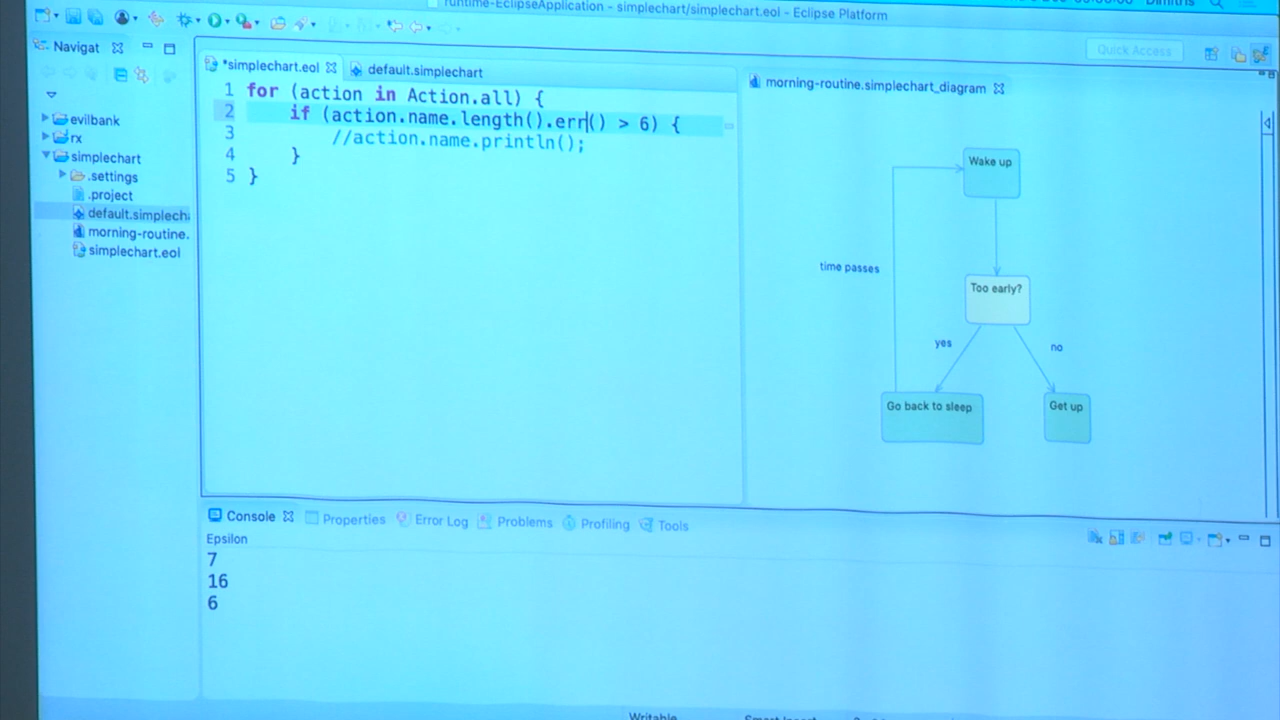 runtime-EclipseApplication - simplechart/simplechart.eol - Eclipse Platform
Quick Access
Navigat
evilbank
rx
simplechart
.settings
.project
default.simplecha
morning-routine.
simplechart.eol
*simplechart.eol
default.simplechart
1 for (action in Action.all) {
2 if (action.name.length().err() > 6) {
3 //action.name.println();
4 }
5 }
morning-routine.simplechart_diagram
Wake up
time passes
Too early?
yes
no
Go back to sleep
Get up
Console
Properties
Error Log
Problems
Profiling
Tools
Epsilon
7
16
6
Writable